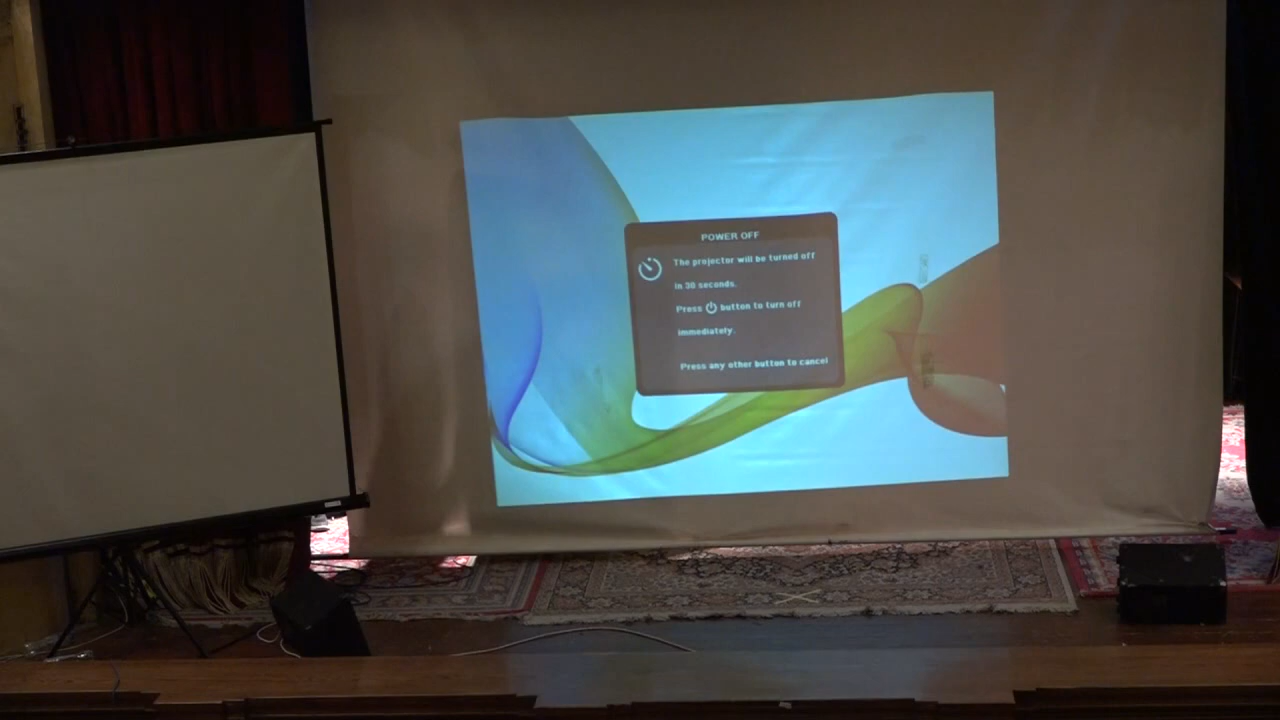 POWER OFF
The projector will be turned off
in 30 seconds.
Press button to turn off
immediately.
Press any other button to cancel